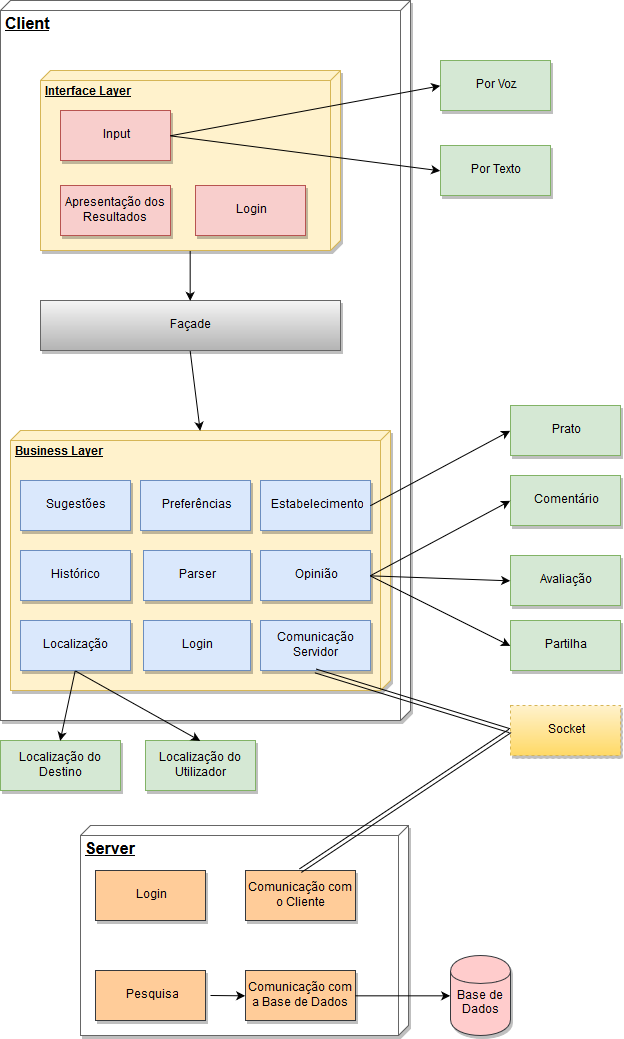 Client
Interface Layer
Input
Por Voz
Por Texto
Apresentação dos
Resultados
Login
Façade
Business Layer
Sugestões
Preferências
Estabelecimento
Prato
Histórico
Parser
Opinião
Comentário
Avaliação
Partilha
Localização
Login
Comunicação
Servidor
Socket
Localização do
Destino
Localização do
Utilizador
Server
Login
Comunicação com
o Cliente
Pesquisa
Comunicação com
a Base de Dados
Base de
Dados